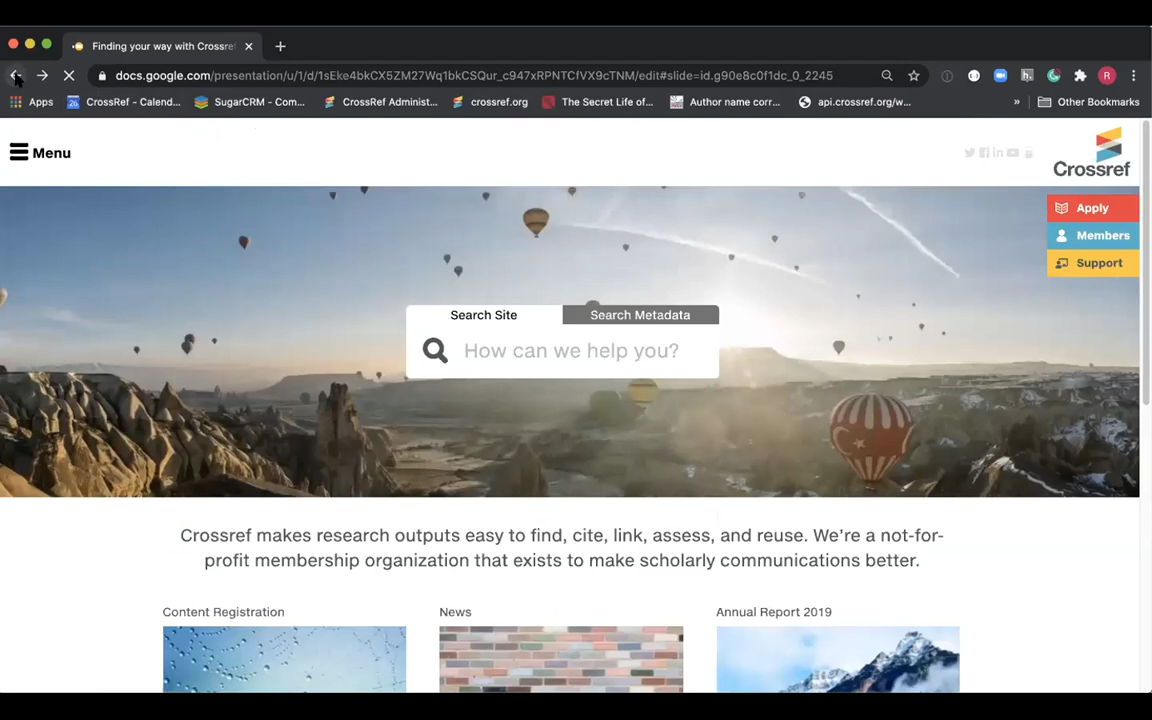 Finding your way with Crossre
docs.google.com/presentation/u/1/d/1sEke4bkCX5ZM27Wq1bkCSQur_c947xRPNTCfVX9cTNM/edit#slide=id.g90e8c0f1dc_0_2245
R
Apps
CrossRef - Calend...
SugarCRM - Com...
CrossRef Administ...
crossref.org
The Secret Life of...
Author name corr...
api.crossref.org/w...
»
Other Bookmarks
Menu
Crossref
Apply
Members
Support
Search Site
Search Metadata
How can we help you?
Crossref makes research outputs easy to find, cite, link, assess, and reuse. We’re a not-for-
profit membership organization that exists to make scholarly communications better.
Content Registration
News
Annual Report 2019